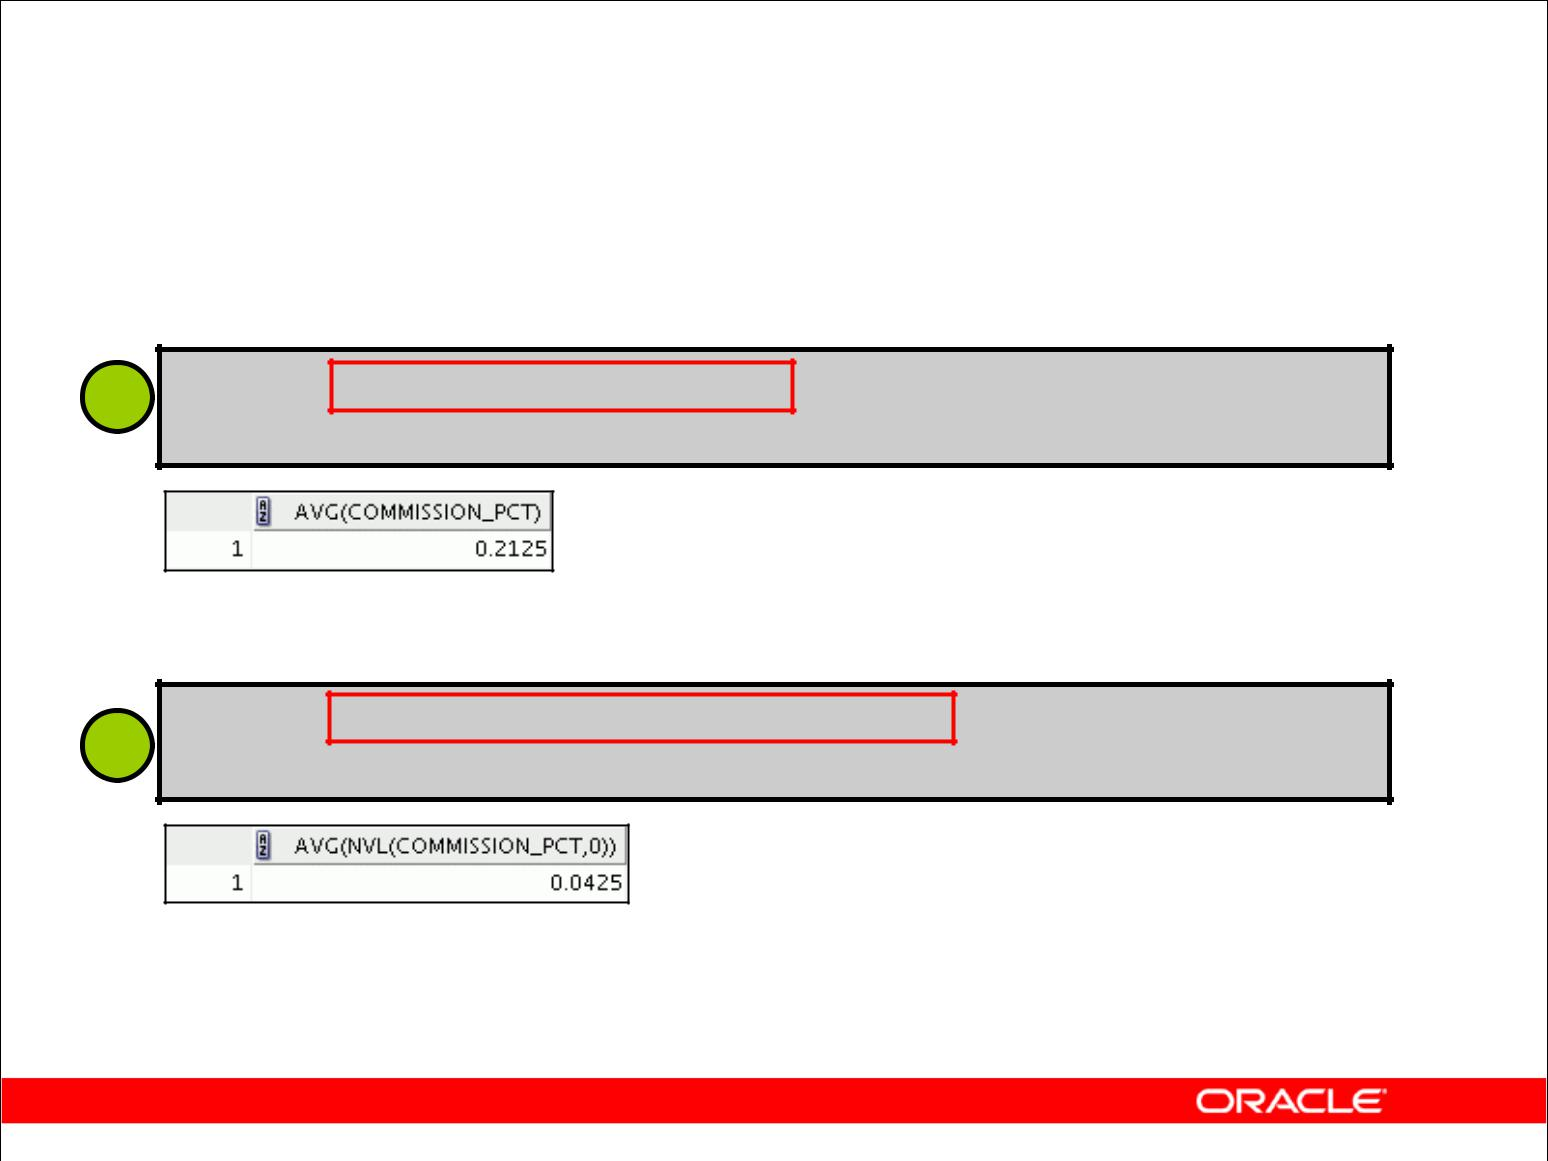 AVG(COMMISSION_PCT)
1 0.2125
AVG(NVL(COMMISSION_PCT,0))
1 0.0425
ORACLE